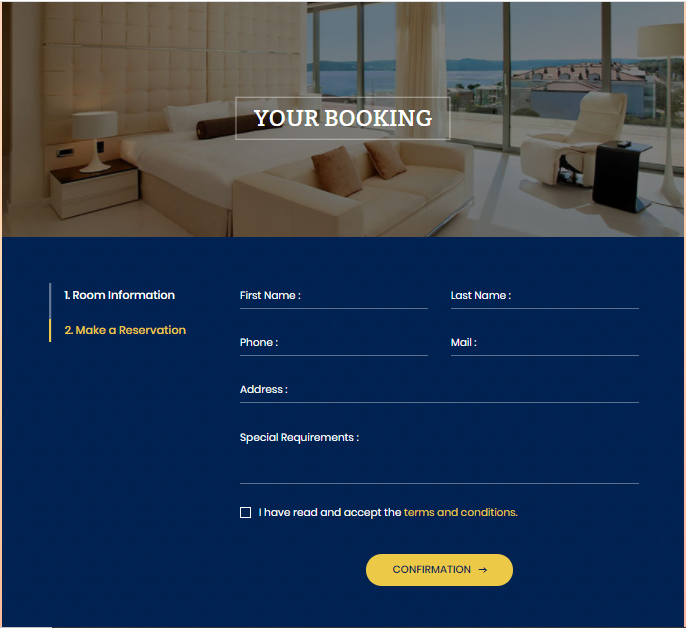 YOUR BOOKING
1. Room Information
2. Make a Reservation
First Name :
Last Name :
Phone :
Mail :
Address :
Special Requirements :
I have read and accept the terms and conditions.
CONFIRMATION →